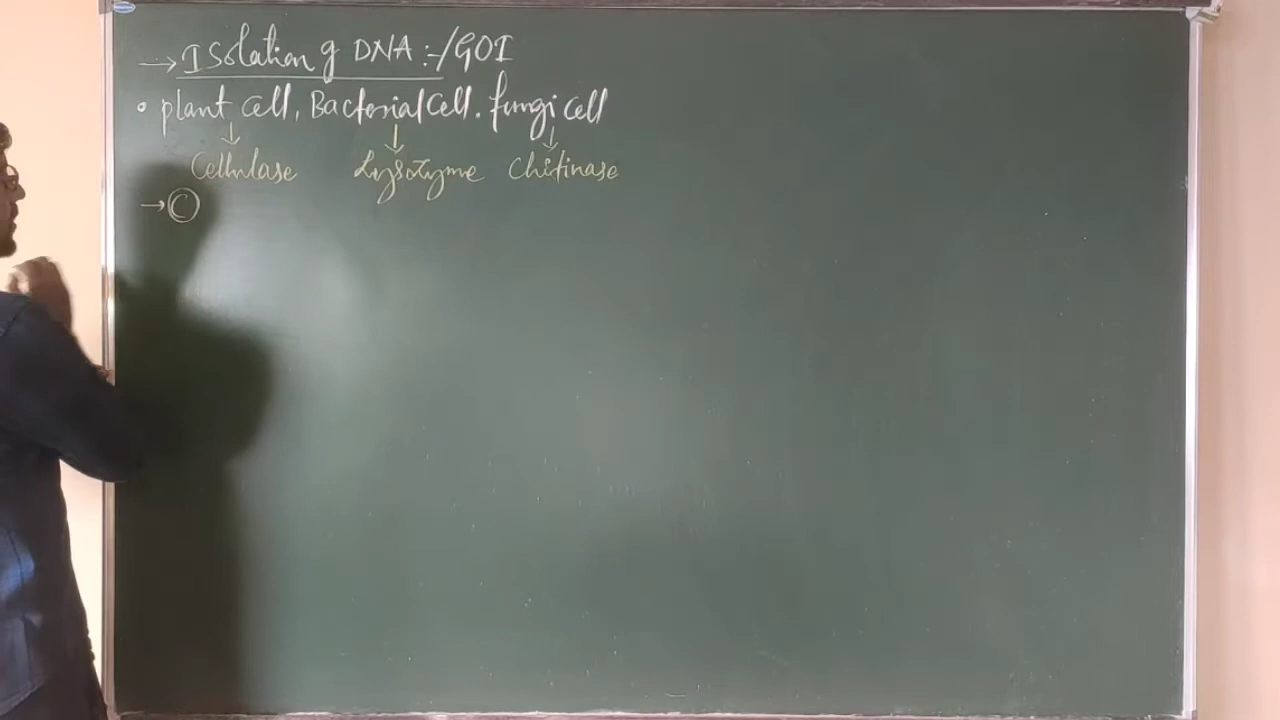 → Isolation of DNA :-/GOI
• plant cell, Bacterial cell. fungi cell
↓ ↓ ↓
Cellulase Lysozyme Chitinase
→ Ⓒ